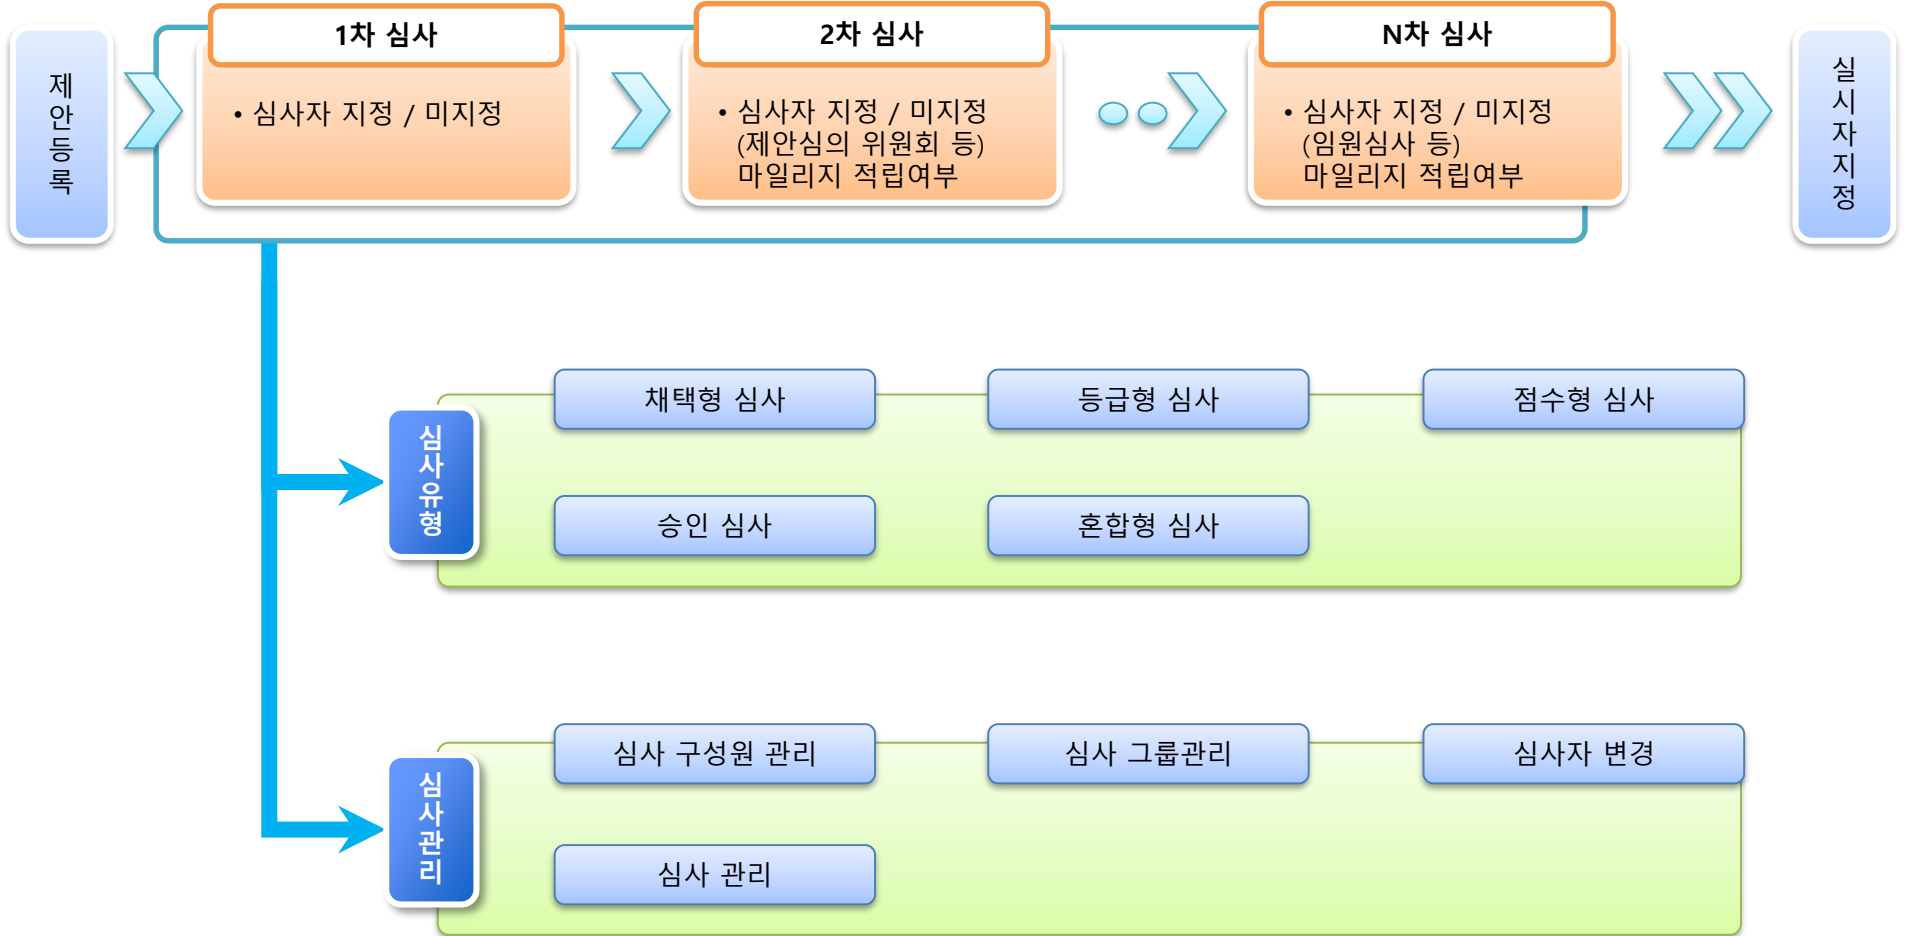 제안등록
1차 심사
• 심사자 지정 / 미지정
2차 심사
• 심사자 지정 / 미지정
(제안심의 위원회 등)
마일리지 적립여부
N차 심사
• 심사자 지정 / 미지정
(임원심사 등)
마일리지 적립여부
실시자지정
심사유형
채택형 심사
등급형 심사
점수형 심사
승인 심사
혼합형 심사
심사관리
심사 구성원 관리
심사 그룹관리
심사자 변경
심사 관리